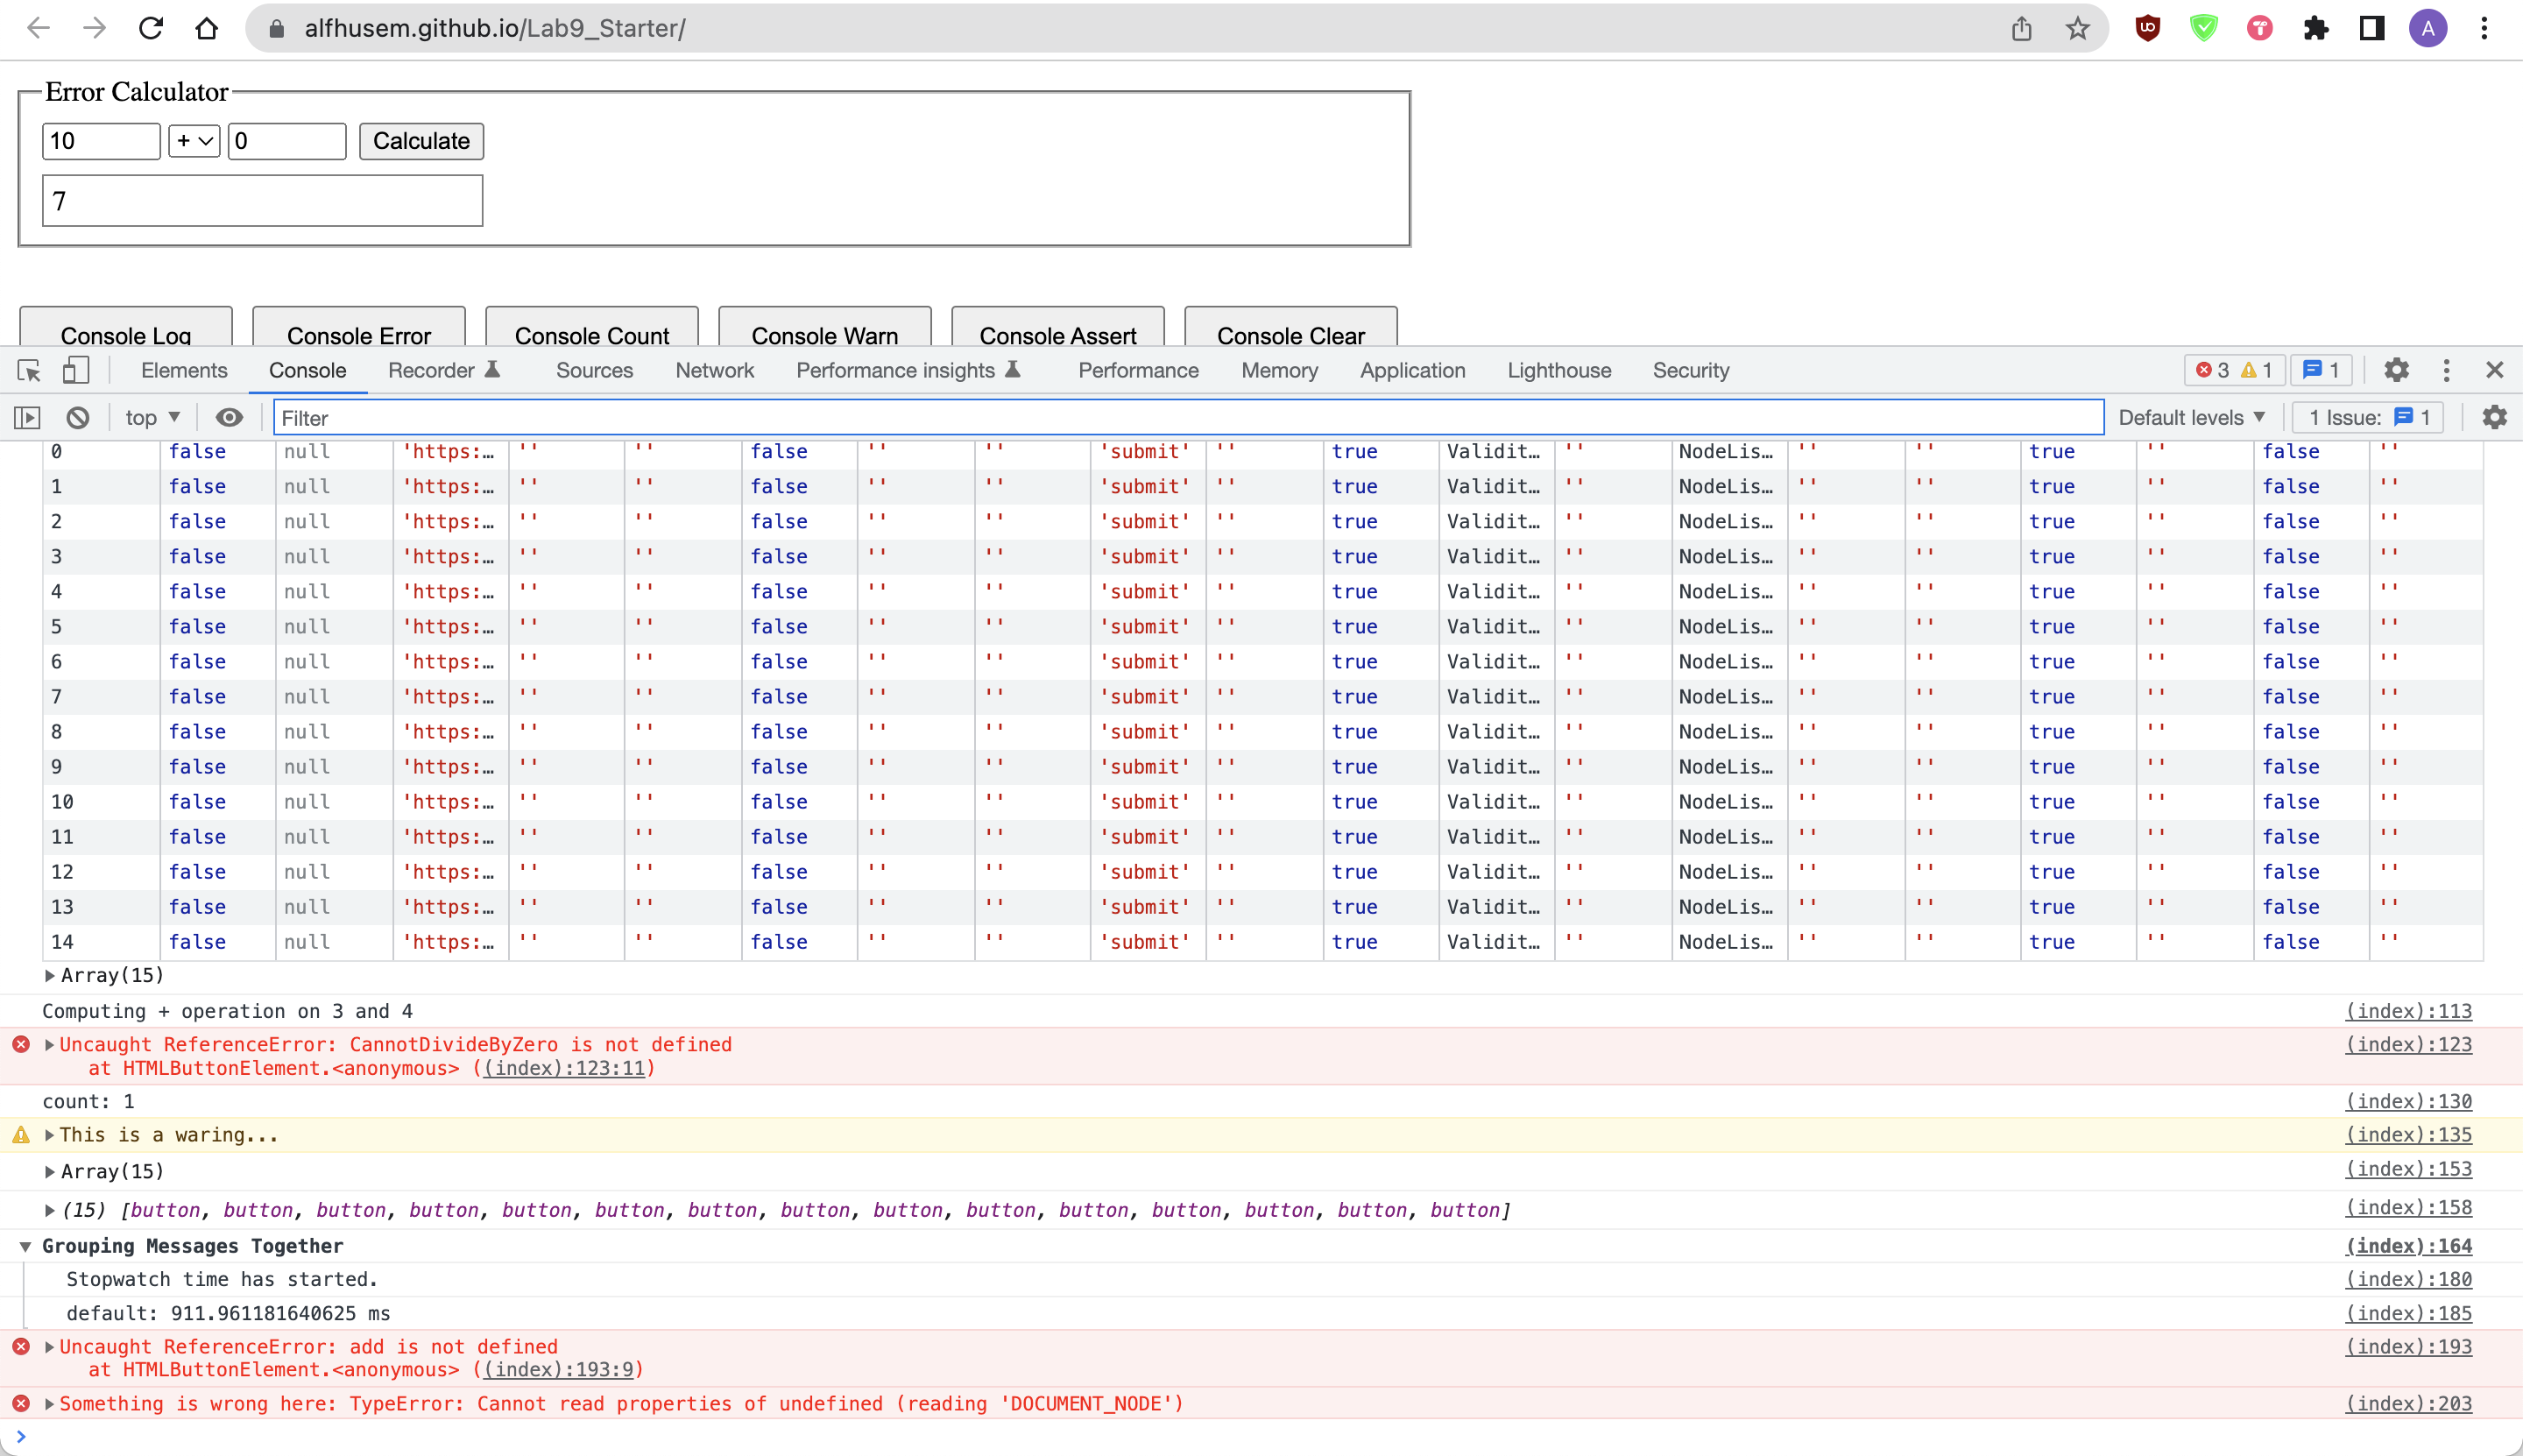 alfhusem.github.io/Lab9_Starter/
A
Error Calculator
10 + 0 Calculate
7
Console Log Console Error Console Count Console Warn Console Assert Console Clear
Elements Console Recorder Sources Network Performance insights Performance Memory Application Lighthouse Security 3 1 1
top Filter Default levels 1 Issue: 1
0 false null 'https:… '' '' false '' '' 'submit' '' true Validit… '' NodeLis… '' '' true '' false ''
1 false null 'https:… '' '' false '' '' 'submit' '' true Validit… '' NodeLis… '' '' true '' false ''
2 false null 'https:… '' '' false '' '' 'submit' '' true Validit… '' NodeLis… '' '' true '' false ''
3 false null 'https:… '' '' false '' '' 'submit' '' true Validit… '' NodeLis… '' '' true '' false ''
4 false null 'https:… '' '' false '' '' 'submit' '' true Validit… '' NodeLis… '' '' true '' false ''
5 false null 'https:… '' '' false '' '' 'submit' '' true Validit… '' NodeLis… '' '' true '' false ''
6 false null 'https:… '' '' false '' '' 'submit' '' true Validit… '' NodeLis… '' '' true '' false ''
7 false null 'https:… '' '' false '' '' 'submit' '' true Validit… '' NodeLis… '' '' true '' false ''
8 false null 'https:… '' '' false '' '' 'submit' '' true Validit… '' NodeLis… '' '' true '' false ''
9 false null 'https:… '' '' false '' '' 'submit' '' true Validit… '' NodeLis… '' '' true '' false ''
10 false null 'https:… '' '' false '' '' 'submit' '' true Validit… '' NodeLis… '' '' true '' false ''
11 false null 'https:… '' '' false '' '' 'submit' '' true Validit… '' NodeLis… '' '' true '' false ''
12 false null 'https:… '' '' false '' '' 'submit' '' true Validit… '' NodeLis… '' '' true '' false ''
13 false null 'https:… '' '' false '' '' 'submit' '' true Validit… '' NodeLis… '' '' true '' false ''
14 false null 'https:… '' '' false '' '' 'submit' '' true Validit… '' NodeLis… '' '' true '' false ''
Array(15)
Computing + operation on 3 and 4 (index):113
Uncaught ReferenceError: CannotDivideByZero is not defined (index):123
at HTMLButtonElement.<anonymous> ((index):123:11)
count: 1 (index):130
This is a waring... (index):135
Array(15) (index):153
(15) [button, button, button, button, button, button, button, button, button, button, button, button, button, button, button] (index):158
Grouping Messages Together (index):164
Stopwatch time has started. (index):180
default: 911.961181640625 ms (index):185
Uncaught ReferenceError: add is not defined (index):193
at HTMLButtonElement.<anonymous> ((index):193:9)
Something is wrong here: TypeError: Cannot read properties of undefined (reading 'DOCUMENT_NODE') (index):203